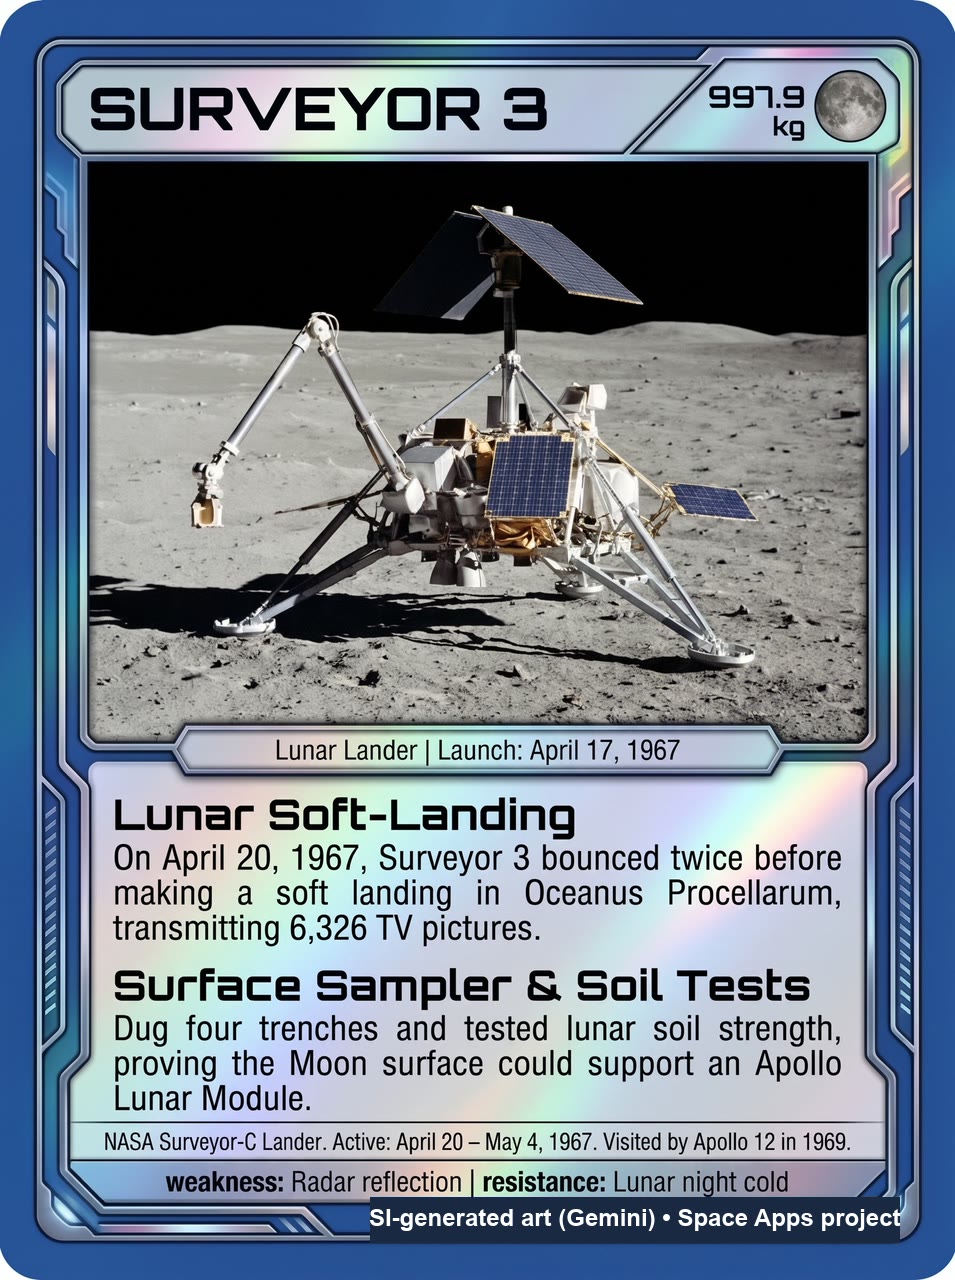 SURVEYOR 3
997.9
kg
Lunar Lander | Launch: April 17, 1967
Lunar Soft-Landing
On April 20, 1967, Surveyor 3 bounced twice before
making a soft landing in Oceanus Procellarum,
transmitting 6,326 TV pictures.
Surface Sampler & Soil Tests
Dug four trenches and tested lunar soil strength,
proving the Moon surface could support an Apollo
Lunar Module.
NASA Surveyor-C Lander. Active: April 20 – May 4, 1967. Visited by Apollo 12 in 1969.
weakness: Radar reflection | resistance: Lunar night cold
SI-generated art (Gemini) • Space Apps project